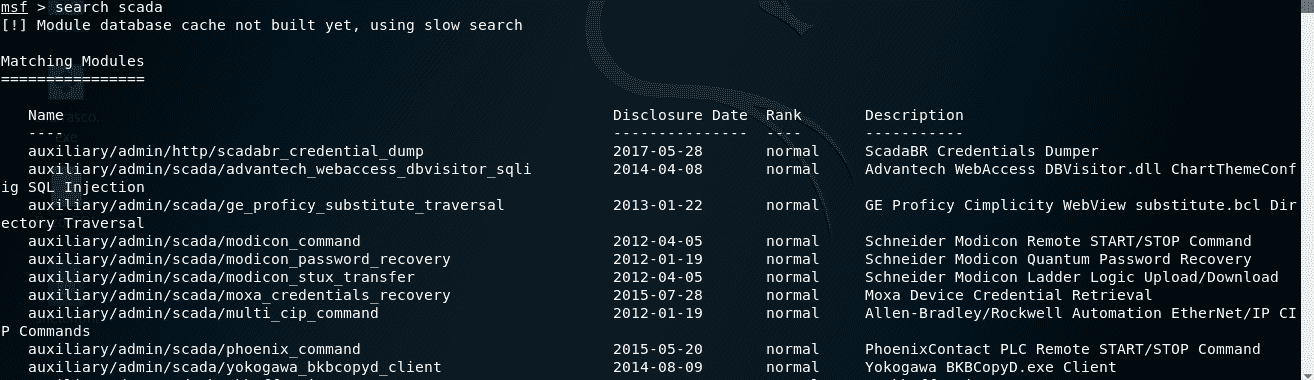 msf > search scada
[!] Module database cache not built yet, using slow search
Matching Modules
================
Name Disclosure Date Rank Description
---- --------------- ---- -----------
auxiliary/admin/http/scadabr_credential_dump 2017-05-28 normal ScadaBR Credentials Dumper
auxiliary/admin/scada/advantech_webaccess_dbvisitor_sqli 2014-04-08 normal Advantech WebAccess DBVisitor.dll ChartThemeConf
ig SQL Injection
auxiliary/admin/scada/ge_proficy_substitute_traversal 2013-01-22 normal GE Proficy Cimplicity WebView substitute.bcl Dir
ectory Traversal
auxiliary/admin/scada/modicon_command 2012-04-05 normal Schneider Modicon Remote START/STOP Command
auxiliary/admin/scada/modicon_password_recovery 2012-01-19 normal Schneider Modicon Quantum Password Recovery
auxiliary/admin/scada/modicon_stux_transfer 2012-04-05 normal Schneider Modicon Ladder Logic Upload/Download
auxiliary/admin/scada/moxa_credentials_recovery 2015-07-28 normal Moxa Device Credential Retrieval
auxiliary/admin/scada/multi_cip_command 2012-01-19 normal Allen-Bradley/Rockwell Automation EtherNet/IP CI
P Commands
auxiliary/admin/scada/phoenix_command 2015-05-20 normal PhoenixContact PLC Remote START/STOP Command
auxiliary/admin/scada/yokogawa_bkbcopyd_client 2014-08-09 normal Yokogawa BKBCopyD.exe Client